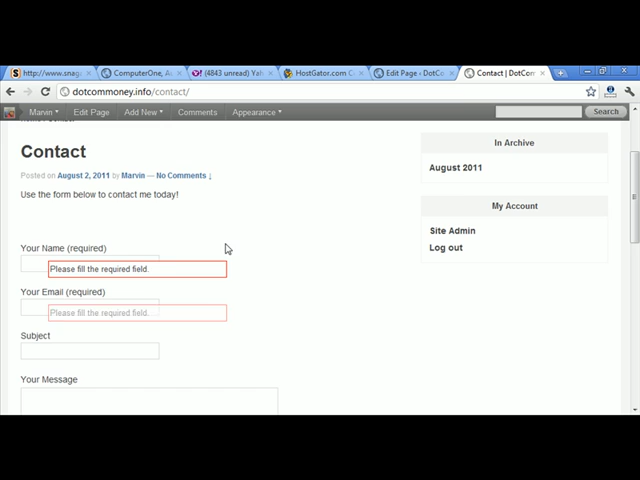 http://www.snag
ComputerOne, Ac
(4843 unread) Yah
HostGator.com C
Edit Page ‹ DotCo
Contact | DotCom
dotcommoney.info/contact/
Marvin
Edit Page
Add New
Comments
Appearance
Search
Contact
Posted on August 2, 2011 by Marvin — No Comments ↓
Use the form below to contact me today!
Your Name (required)
Please fill the required field.
Your Email (required)
Please fill the required field.
Subject
Your Message
In Archive
August 2011
My Account
Site Admin
Log out